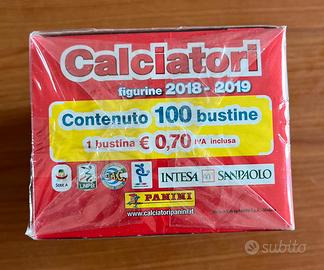 Calciatori
figurine 2018-2019
Contenuto 100 bustine
1 bustina € 0,70 IVA inclusa
SERIE A
INTESA SANPAOLO
PANINI
www.calciatoripanini.it
subito